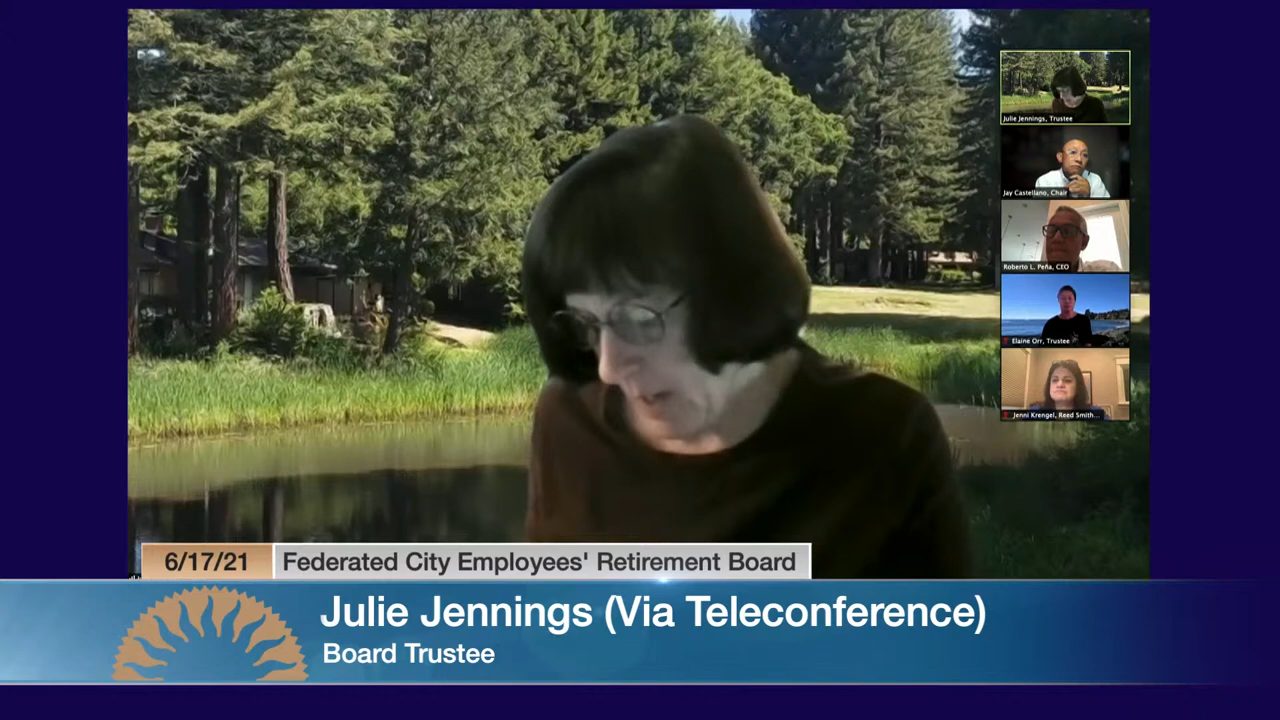 Julie Jennings, Trustee
Jay Castellano, Chair
Roberto L. Peña, CEO
Elaine Orr, Trustee
Jenni Krengel, Reed Smith...
6/17/21
Federated City Employees' Retirement Board
Julie Jennings (Via Teleconference)
Board Trustee